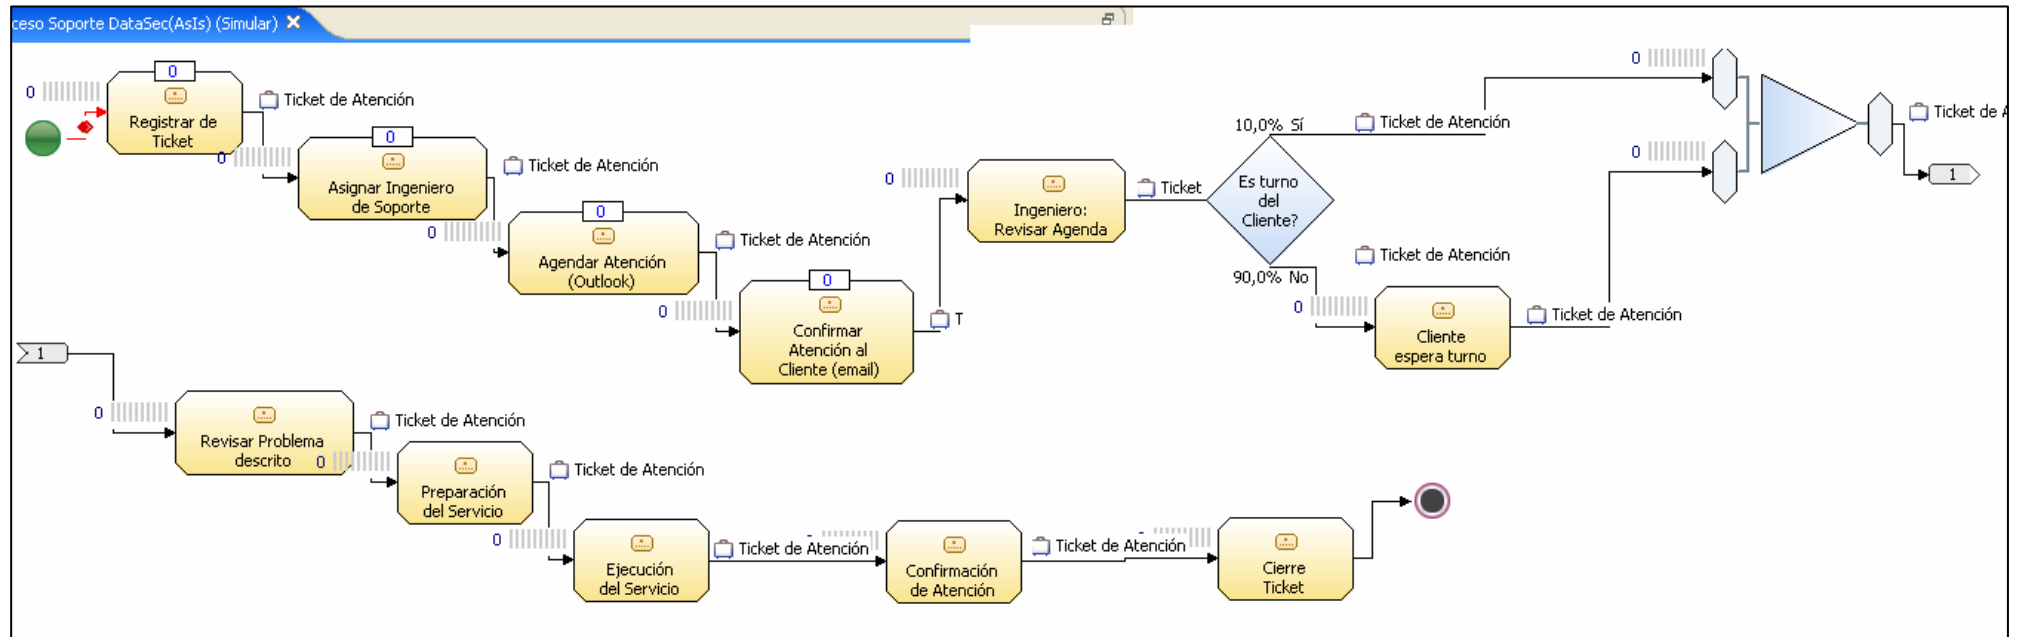 ceso Soporte DataSec(AsIs) (Simular)
0
0
Registrar de
Ticket
Ticket de Atención
0
0
Asignar Ingeniero
de Soporte
Ticket de Atención
0
0
Agendar Atención
(Outlook)
Ticket de Atención
0
0
Confirmar
Atención al
Cliente (email)
T
0
Ingeniero:
Revisar Agenda
Ticket
Es turno
del
Cliente?
10,0% Sí
Ticket de Atención
0
90,0% No
Ticket de Atención
0
Cliente
espera turno
Ticket de Atención
0
Ticket de A
1
1
0
Revisar Problema
descrito
Ticket de Atención
0
Preparación
del Servicio
Ticket de Atención
0
Ejecución
del Servicio
Ticket de Atención
Confirmación
de Atención
Ticket de Atención
Cierre
Ticket